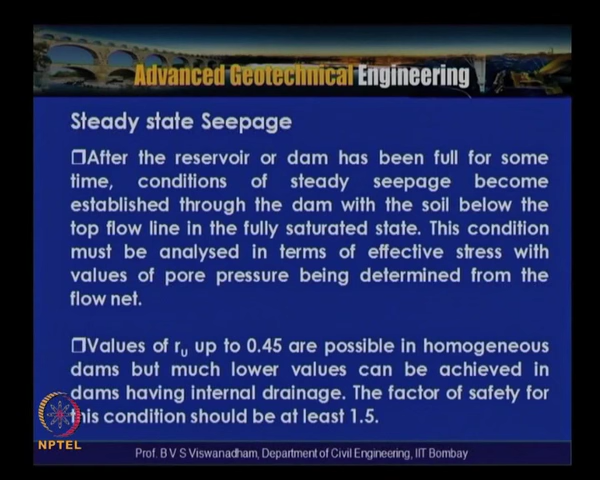 Advanced Geotechnical Engineering
Steady state Seepage
❒After the reservoir or dam has been full for some
time, conditions of steady seepage become
established through the dam with the soil below the
top flow line in the fully saturated state. This condition
must be analysed in terms of effective stress with
values of pore pressure being determined from the
flow net.
❒Values of ru up to 0.45 are possible in homogeneous
dams but much lower values can be achieved in
dams having internal drainage. The factor of safety for
this condition should be at least 1.5.
NPTEL
Prof. B V S Viswanadham, Department of Civil Engineering, IIT Bombay